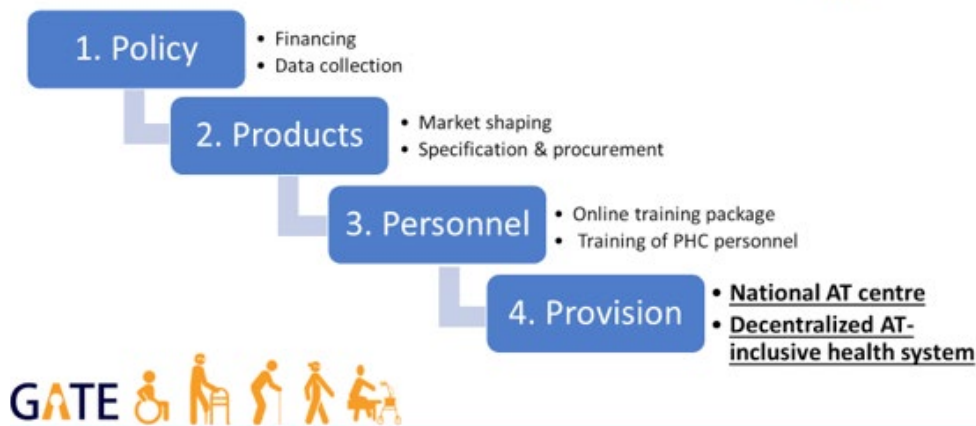 1. Policy
• Financing
• Data collection
2. Products
• Market shaping
• Specification & procurement
3. Personnel
• Online training package
• Training of PHC personnel
4. Provision
• National AT centre
• Decentralized AT-
inclusive health system
GATE